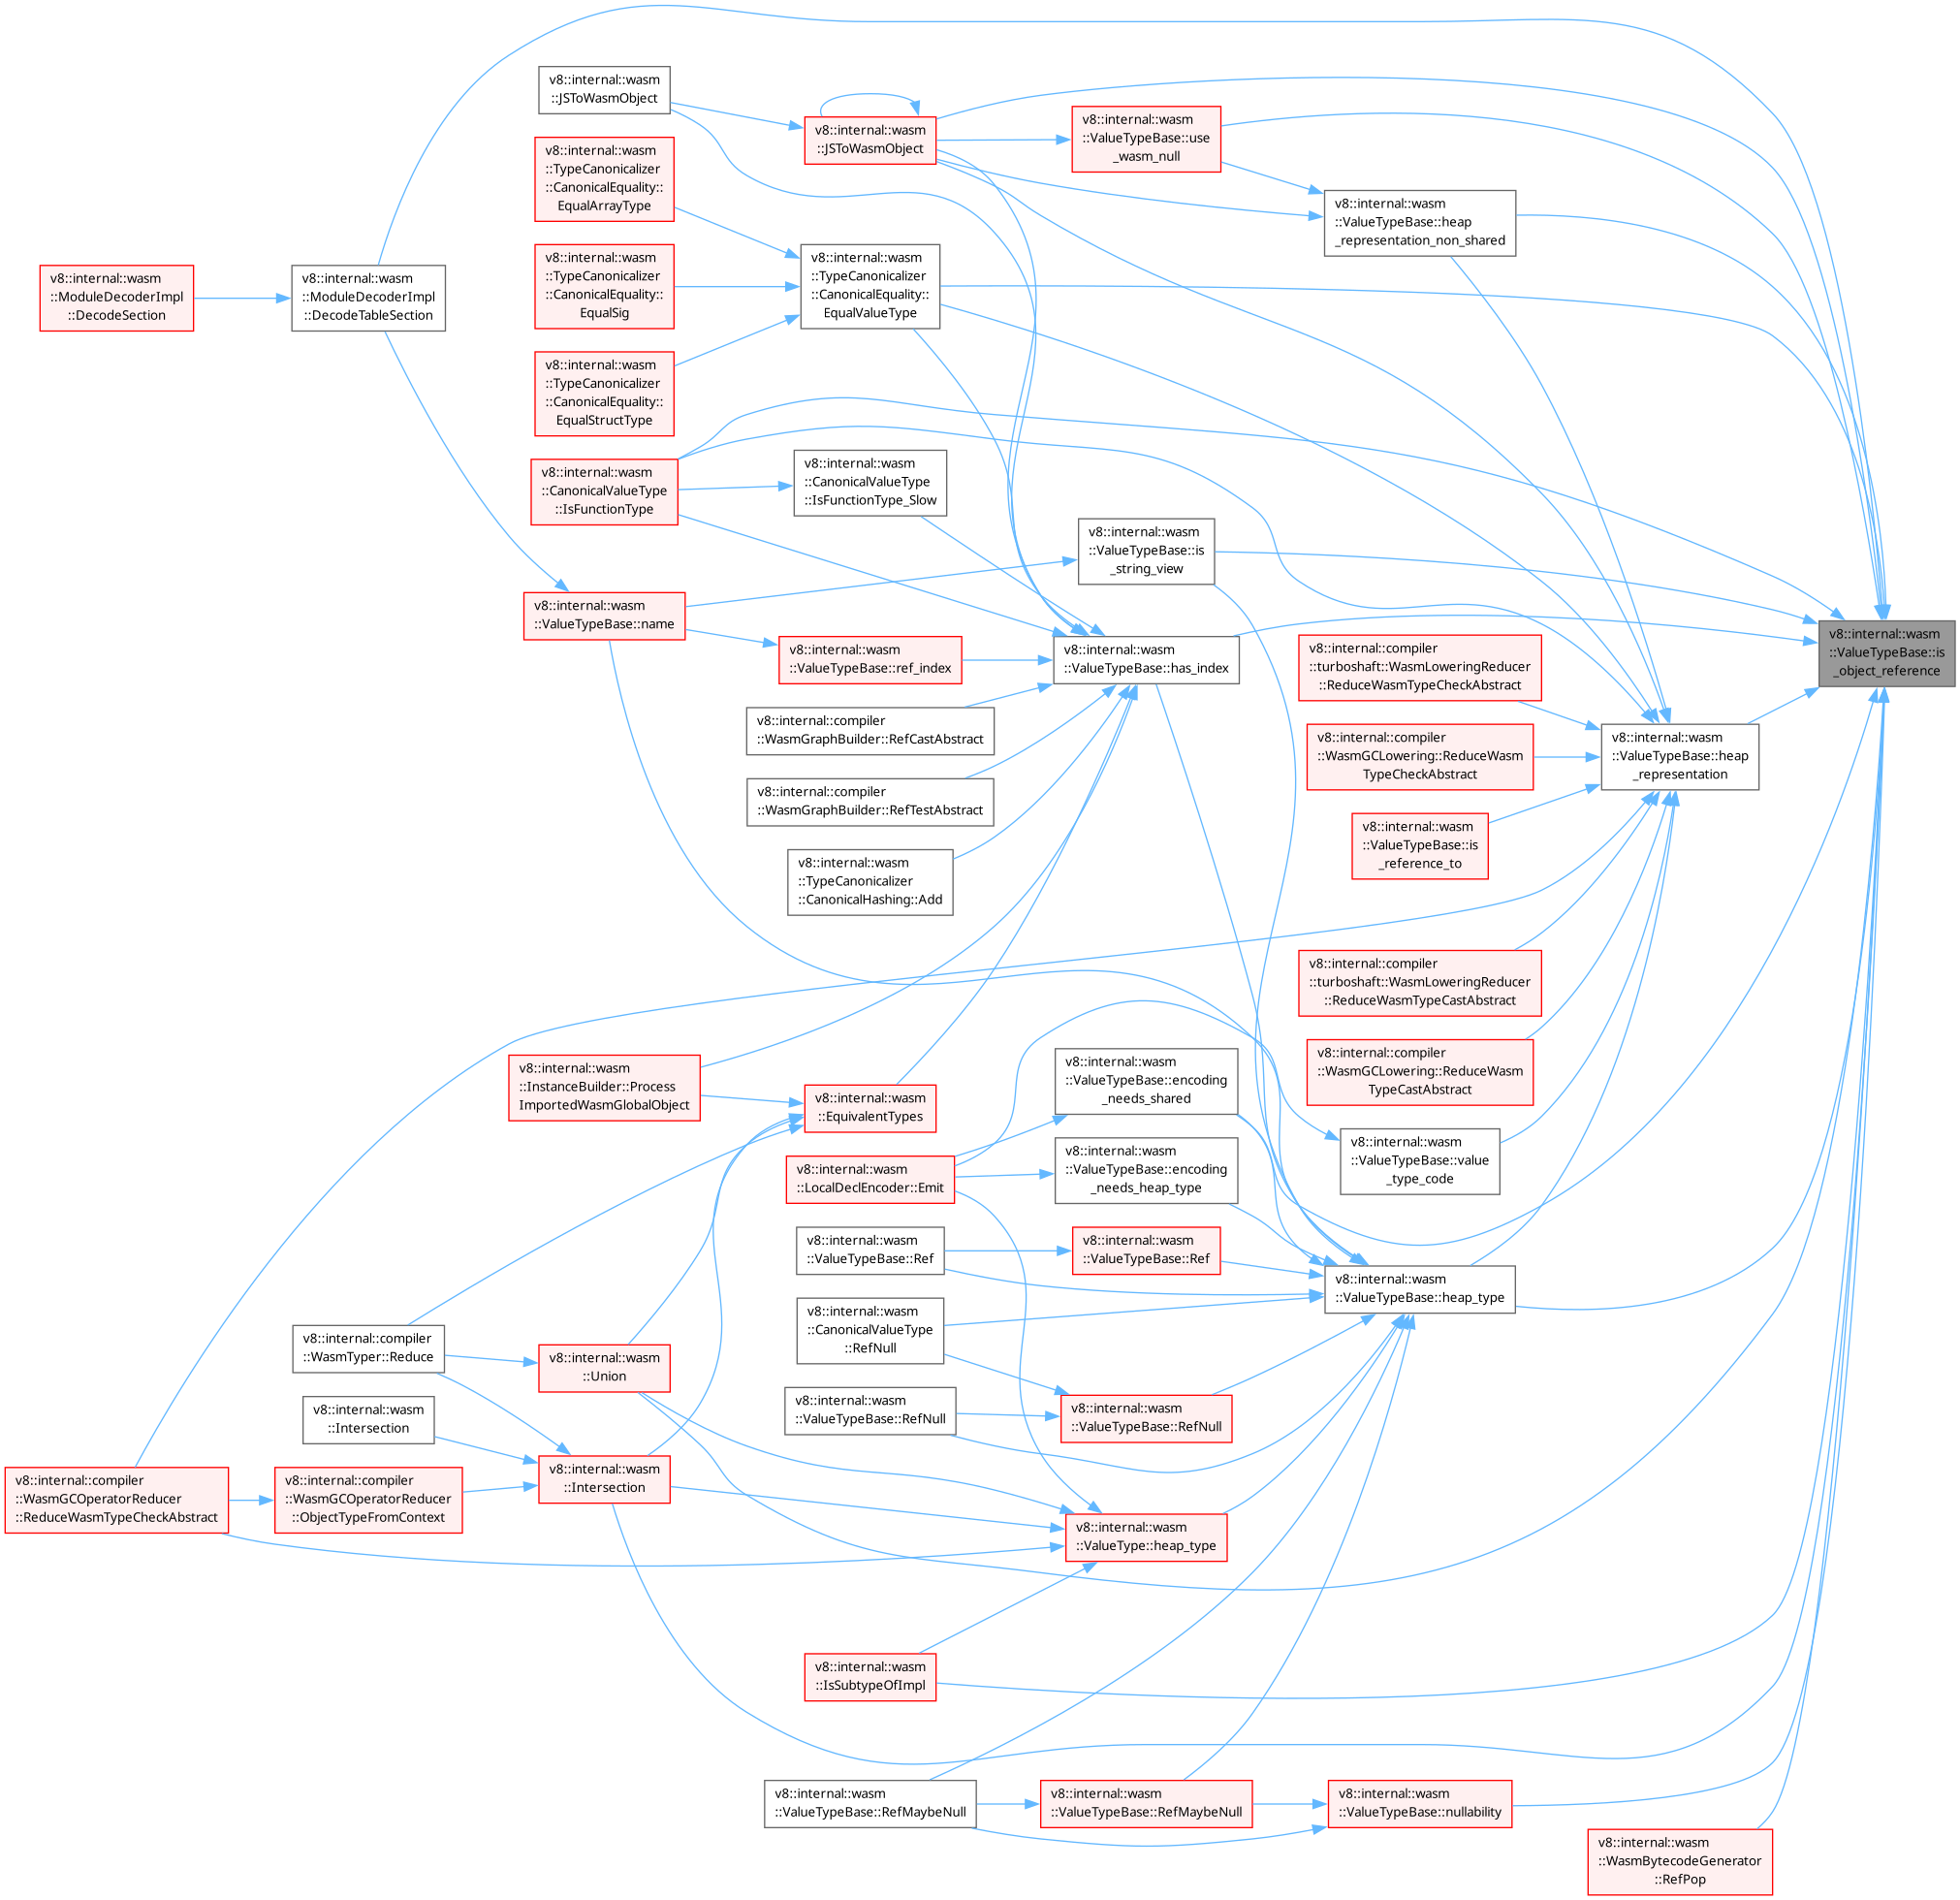 v8::internal::wasm
::JSToWasmObject
v8::internal::wasm
::TypeCanonicalizer
::CanonicalEquality::
EqualArrayType
v8::internal::wasm
::TypeCanonicalizer
::CanonicalEquality::
EqualSig
v8::internal::wasm
::TypeCanonicalizer
::CanonicalEquality::
EqualStructType
v8::internal::wasm
::CanonicalValueType
::IsFunctionType
v8::internal::wasm
::ModuleDecoderImpl
::DecodeSection
v8::internal::wasm
::ModuleDecoderImpl
::DecodeTableSection
v8::internal::wasm
::ValueTypeBase::name
v8::internal::wasm
::JSToWasmObject
v8::internal::wasm
::ValueTypeBase::use
_wasm_null
v8::internal::wasm
::ValueTypeBase::heap
_representation_non_shared
v8::internal::wasm
::TypeCanonicalizer
::CanonicalEquality::
EqualValueType
v8::internal::wasm
::CanonicalValueType
::IsFunctionType_Slow
v8::internal::wasm
::ValueTypeBase::is
_string_view
v8::internal::wasm
::ValueTypeBase::ref_index
v8::internal::wasm
::ValueTypeBase::has_index
v8::internal::compiler
::WasmGraphBuilder::RefCastAbstract
v8::internal::compiler
::WasmGraphBuilder::RefTestAbstract
v8::internal::wasm
::TypeCanonicalizer
::CanonicalHashing::Add
v8::internal::wasm
::ValueTypeBase::is
_object_reference
v8::internal::compiler
::turboshaft::WasmLoweringReducer
::ReduceWasmTypeCheckAbstract
v8::internal::compiler
::WasmGCLowering::ReduceWasm
TypeCheckAbstract
v8::internal::wasm
::ValueTypeBase::heap
_representation
v8::internal::wasm
::ValueTypeBase::is
_reference_to
v8::internal::compiler
::turboshaft::WasmLoweringReducer
::ReduceWasmTypeCastAbstract
v8::internal::compiler
::WasmGCLowering::ReduceWasm
TypeCastAbstract
v8::internal::wasm
::ValueTypeBase::value
_type_code
v8::internal::wasm
::InstanceBuilder::Process
ImportedWasmGlobalObject
v8::internal::wasm
::EquivalentTypes
v8::internal::wasm
::ValueTypeBase::encoding
_needs_shared
v8::internal::wasm
::LocalDeclEncoder::Emit
v8::internal::wasm
::ValueTypeBase::encoding
_needs_heap_type
v8::internal::wasm
::ValueTypeBase::Ref
v8::internal::wasm
::ValueTypeBase::Ref
v8::internal::wasm
::ValueTypeBase::heap_type
v8::internal::wasm
::CanonicalValueType
::RefNull
v8::internal::wasm
::ValueTypeBase::RefNull
v8::internal::wasm
::ValueTypeBase::RefNull
v8::internal::compiler
::WasmTyper::Reduce
v8::internal::wasm
::Union
v8::internal::wasm
::Intersection
v8::internal::wasm
::Intersection
v8::internal::compiler
::WasmGCOperatorReducer
::ReduceWasmTypeCheckAbstract
v8::internal::compiler
::WasmGCOperatorReducer
::ObjectTypeFromContext
v8::internal::wasm
::ValueType::heap_type
v8::internal::wasm
::IsSubtypeOfImpl
v8::internal::wasm
::ValueTypeBase::RefMaybeNull
v8::internal::wasm
::ValueTypeBase::RefMaybeNull
v8::internal::wasm
::ValueTypeBase::nullability
v8::internal::wasm
::WasmBytecodeGenerator
::RefPop